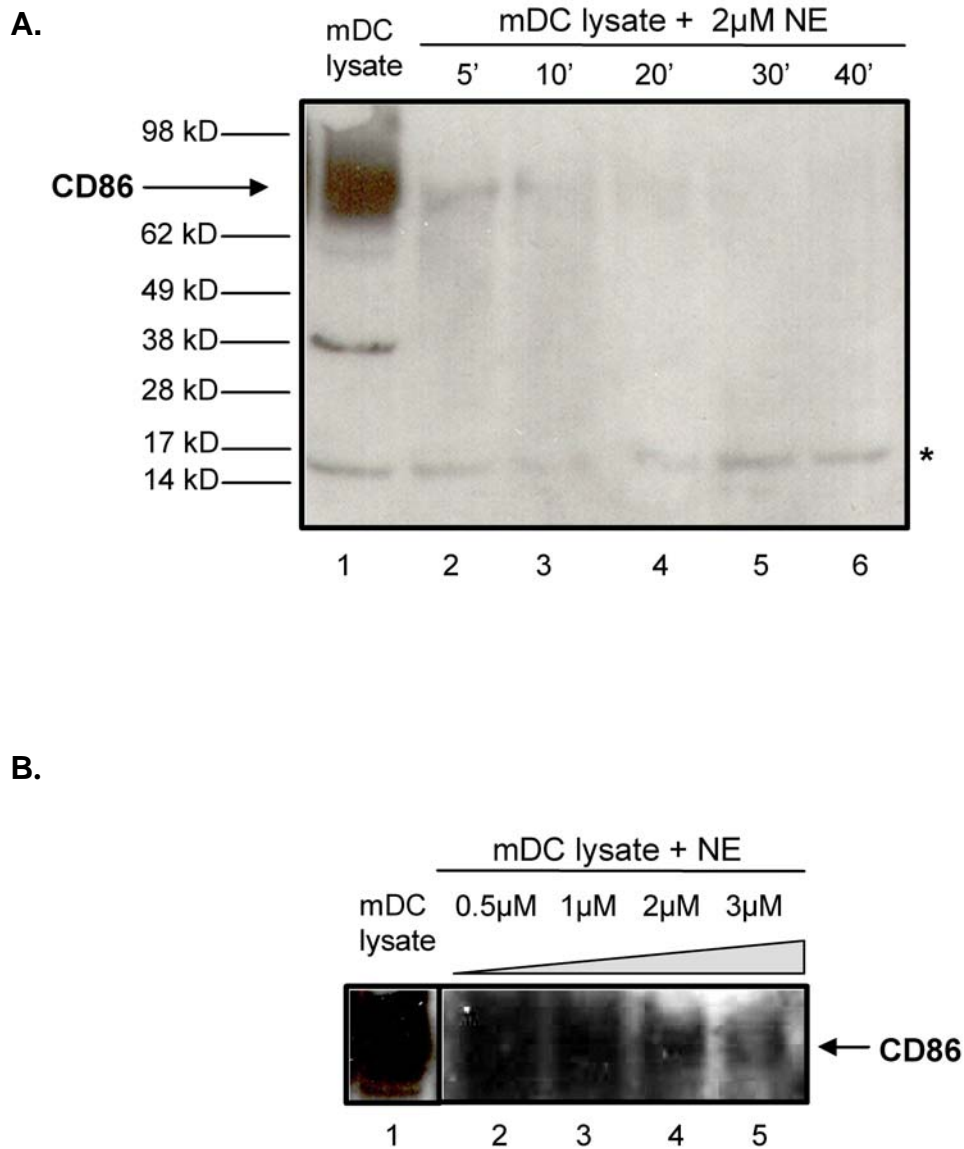 A.
mDC lysate
mDC lysate + 2µM NE
5’ 10’ 20’ 30’ 40’
98 kD
CD86
62 kD
49 kD
38 kD
28 kD
17 kD
14 kD
*
1 2 3 4 5 6
B.
mDC lysate + NE
mDC lysate
0.5µM 1µM 2µM 3µM
CD86
1 2 3 4 5